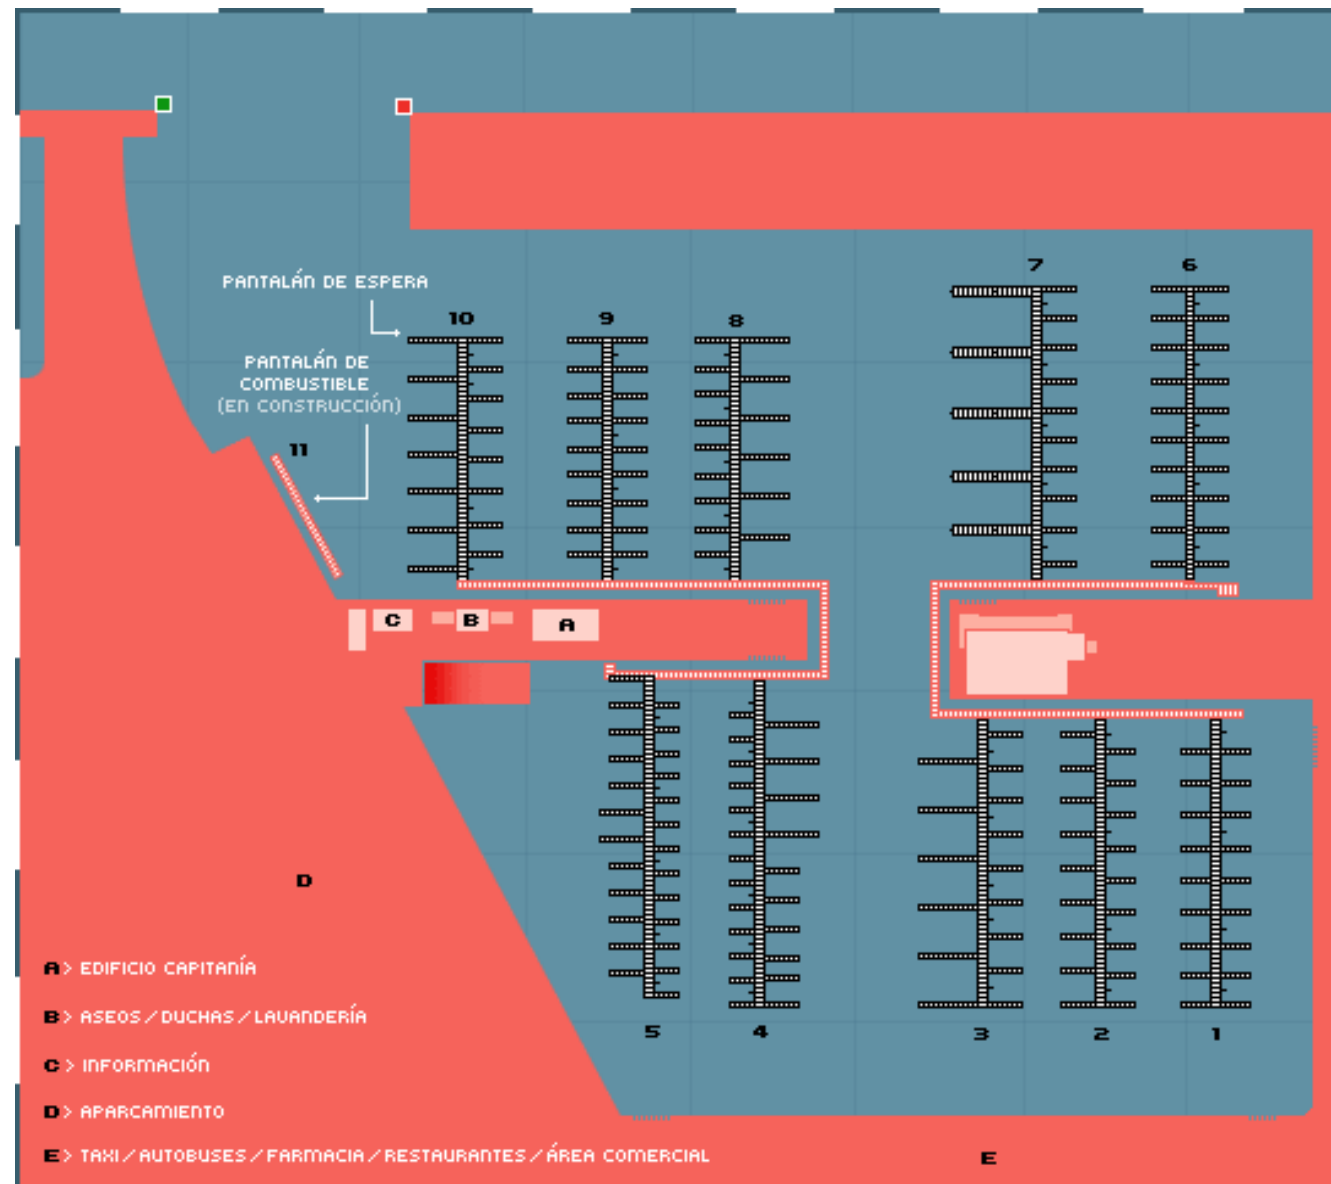 7
6
PANTALÁN DE ESPERA
10
9
8
PANTALÁN DE
COMBUSTIBLE
(EN CONSTRUCCIÓN)
11
C
B
A
D
A> EDIFICIO CAPITANÍA
B> ASEOS/DUCHAS/LAVANDERÍA
C> INFORMACIÓN
D> APARCAMIENTO
E> TAXI/AUTOBUSES/FARMACIA/RESTAURANTES/ÁREA COMERCIAL
5
4
3
2
1
E